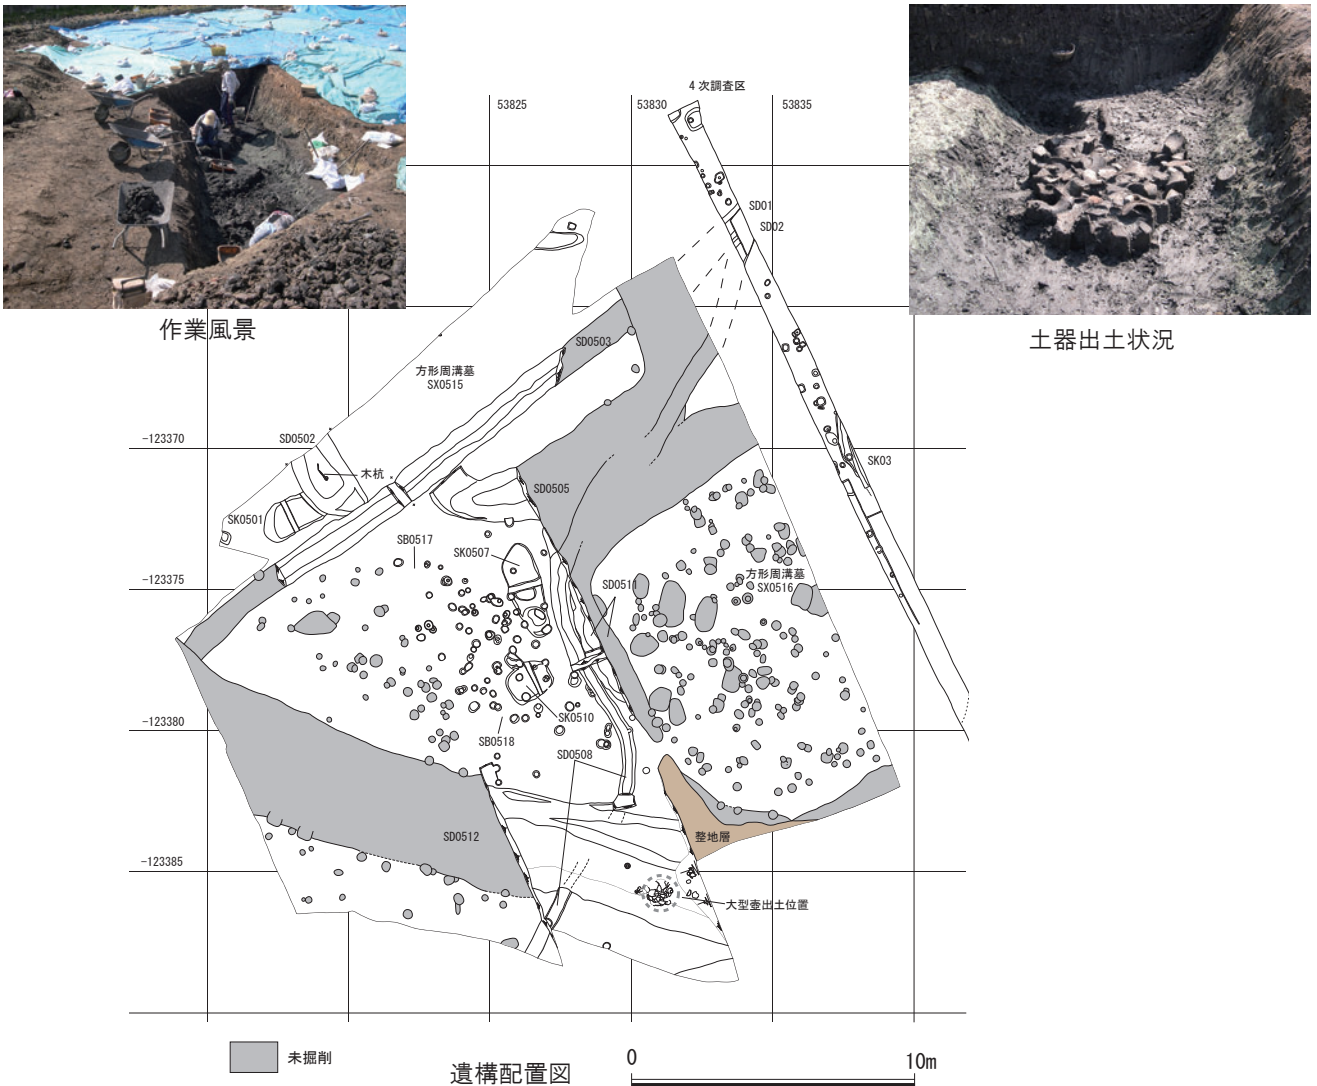 4次調査区
53825
53830
53835
作業風景
土器出土状況
SD01
SD02
SD0503
方形周溝墓
SX0515
-123370
SD0502
木杭
SK03
SD0505
SK0501
SB0517
SK0507
-123375
SD0511
方形周溝墓
SX0516
-123380
SK0510
SB0518
SD0508
SD0512
整地層
-123385
大型壺出土位置
未掘削
遺構配置図
0
10m